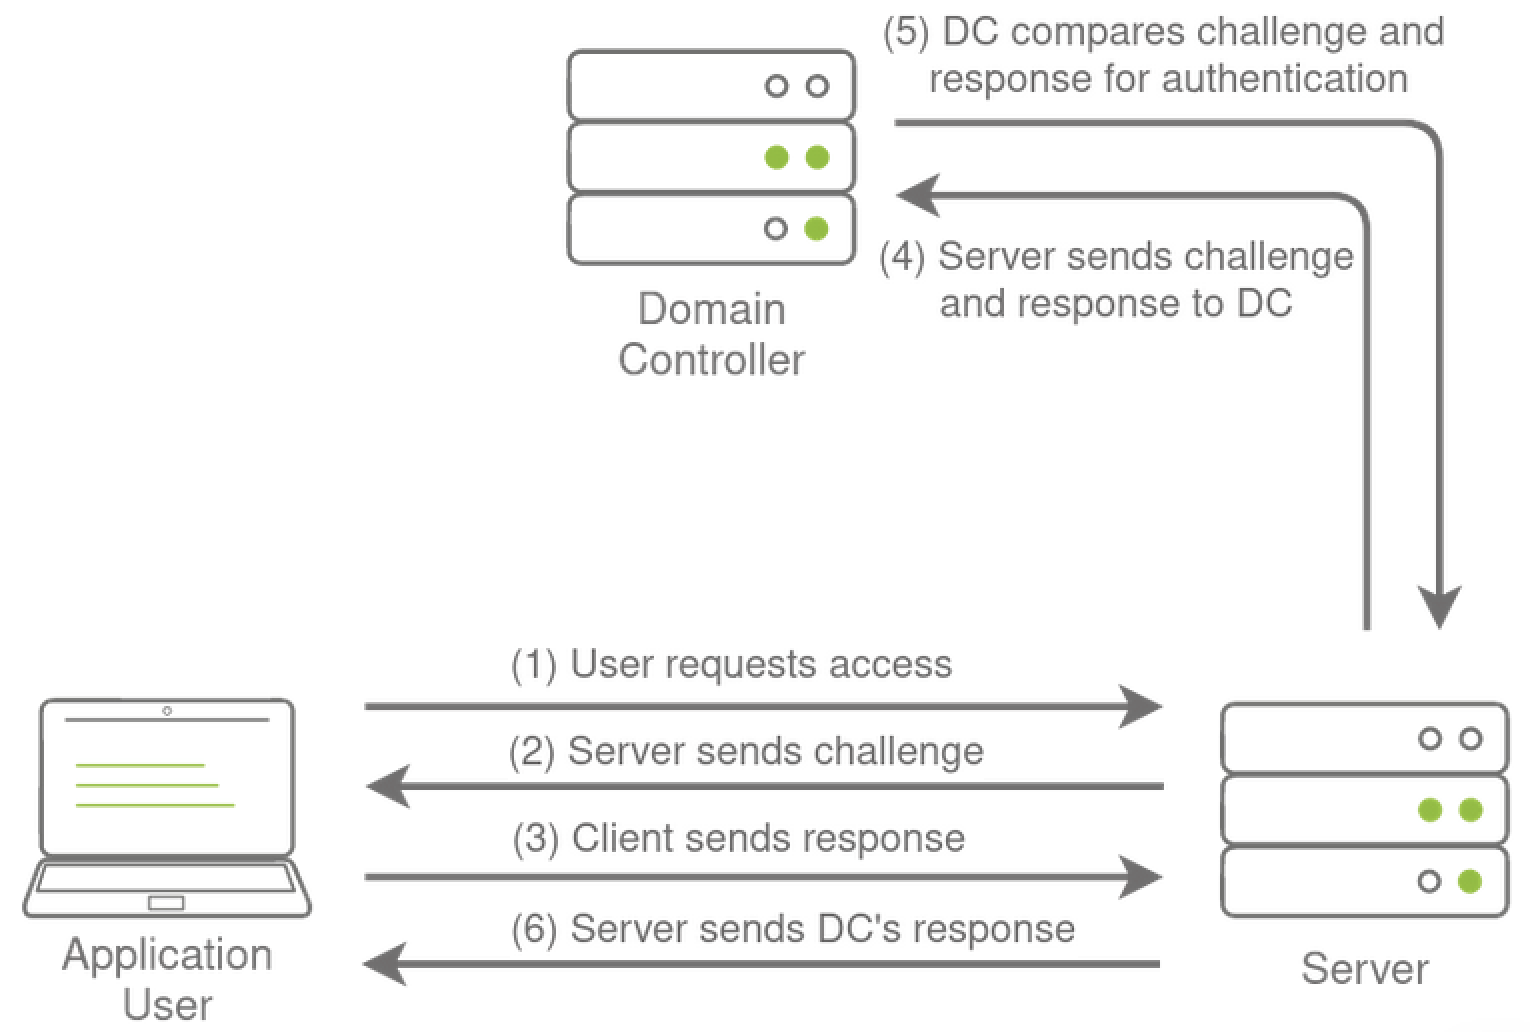 (5) DC compares challenge and
response for authentication
(4) Server sends challenge
and response to DC
Domain
Controller
(1) User requests access
(2) Server sends challenge
(3) Client sends response
(6) Server sends DC's response
Application
User
Server